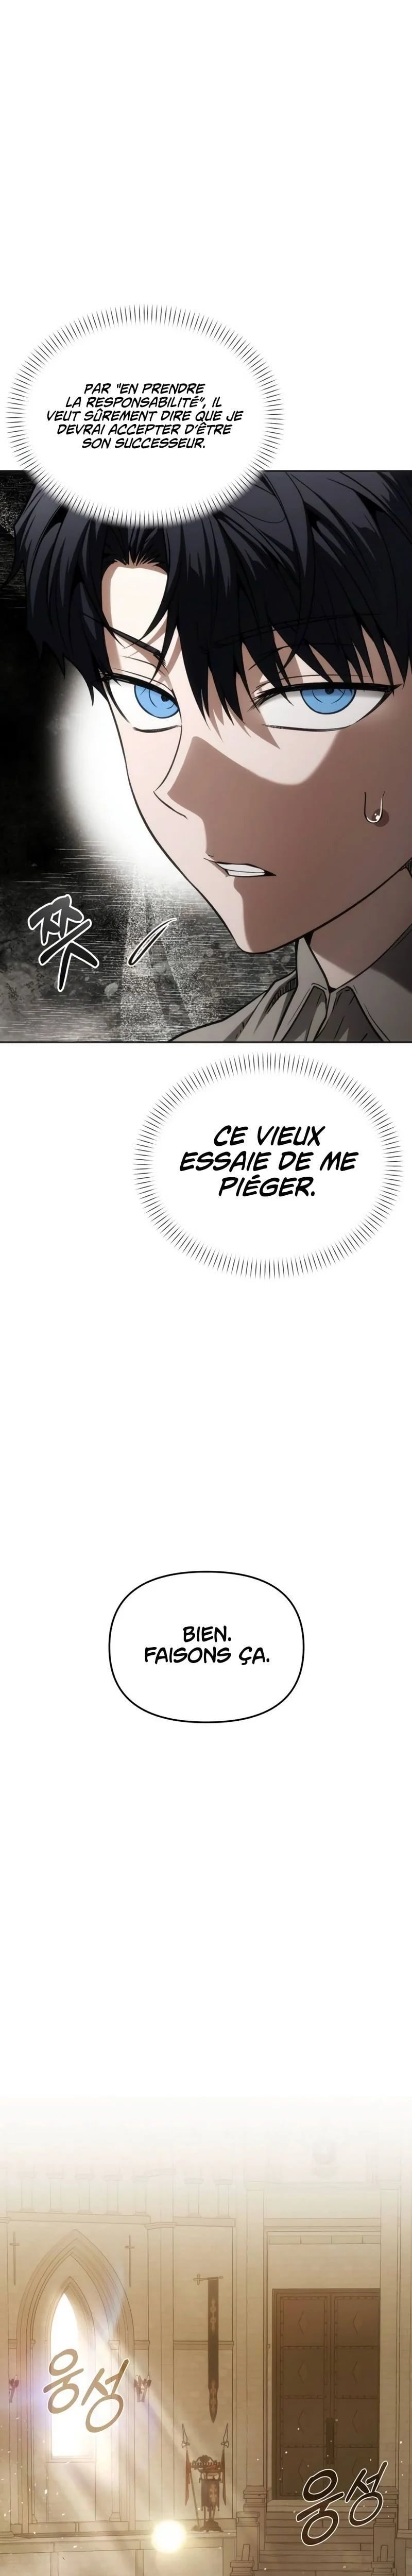 PAR "EN PRENDRE
LA RESPONSABILITÉ", IL
VEUT SÛREMENT DIRE QUE JE
DEVRAI ACCEPTER D'ÊTRE
SON SUCCESSEUR.
쯧
CE VIEUX
ESSAIE DE ME
PIÉGER.
BIEN.
FAISONS ÇA.
웅성
웅성